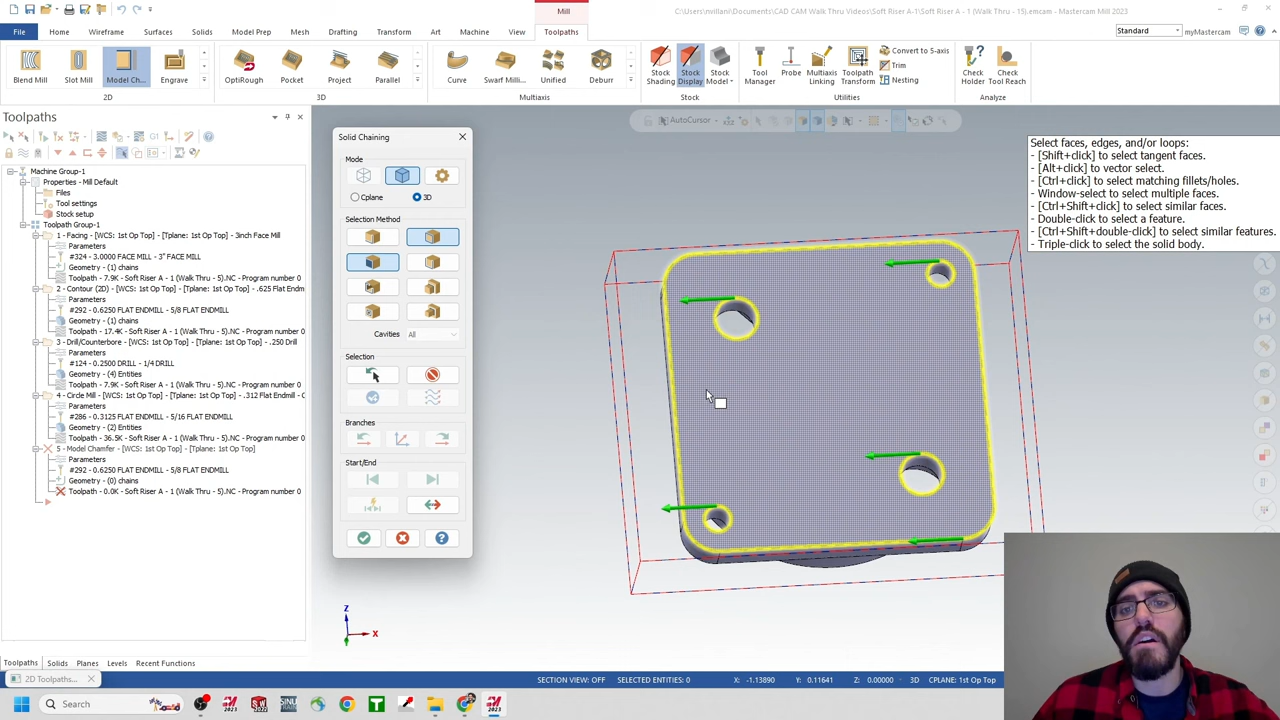 Mill
C:\Users\nvillani\Documents\CAD CAM Walk Thru Videos\Soft Riser A-1\Soft Riser A - 1 (Walk Thru - 15).emcam - Mastercam Mill 2023
File Home Wireframe Surfaces Solids Model Prep Mesh Drafting Transform Art Machine View Toolpaths
Standard myMastercam
Blend Mill Slot Mill Model Ch... Engrave OptiRough Pocket Project Parallel Curve Swarf Milli... Unified Deburr Stock Shading Stock Display Stock Model Tool Manager Probe Multiaxis Linking Toolpath Transform Convert to 5-axis Trim Nesting Check Holder Check Tool Reach
2D 3D Multiaxis Stock Utilities Analyze
Toolpaths
AutoCursor
G1
Machine Group-1
Properties - Mill Default
Files
Tool settings
Stock setup
Toolpath Group-1
1 - Facing - [WCS: 1st Op Top] - [Tplane: 1st Op Top] - 3inch Face Mill
Parameters
#324 - 3.0000 FACE MILL - 3" FACE MILL
Geometry - (1) chains
Toolpath - 7.9K - Soft Riser A - 1 (Walk Thru - 5).NC - Program number 0
2 - Contour (2D) - [WCS: 1st Op Top] - [Tplane: 1st Op Top] - .625 Flat Endmil
Parameters
#292 - 0.6250 FLAT ENDMILL - 5/8 FLAT ENDMILL
Geometry - (1) chains
Toolpath - 17.4K - Soft Riser A - 1 (Walk Thru - 5).NC - Program number 0
3 - Drill/Counterbore - [WCS: 1st Op Top] - [Tplane: 1st Op Top] - .250 Drill
Parameters
#124 - 0.2500 DRILL - 1/4 DRILL
Geometry - (4) Entities
Toolpath - 7.9K - Soft Riser A - 1 (Walk Thru - 5).NC - Program number 0
4 - Circle Mill - [WCS: 1st Op Top] - [Tplane: 1st Op Top] - .312 Flat Endmill -
Parameters
#286 - 0.3125 FLAT ENDMILL - 5/16 FLAT ENDMILL
Geometry - (2) Entities
Toolpath - 36.5K - Soft Riser A - 1 (Walk Thru - 5).NC - Program number 0
5 - Model Chamfer - [WCS: 1st Op Top] - [Tplane: 1st Op Top]
Parameters
#292 - 0.6250 FLAT ENDMILL - 5/8 FLAT ENDMILL
Geometry - (0) chains
Toolpath - 0.0K - Soft Riser A - 1 (Walk Thru - 5).NC - Program number 0
Solid Chaining
Mode
Cplane 3D
Selection Method
Cavities All
Selection
Branches
Start/End
Select faces, edges, and/or loops:
- [Shift+click] to select tangent faces.
- [Alt+click] to vector select.
- [Ctrl+click] to select matching fillets/holes.
- Window-select to select multiple faces.
- [Ctrl+Shift+click] to select similar faces.
- Double-click to select a feature.
- [Ctrl+Shift+double-click] to select similar features.
- Triple-click to select the solid body.
Z
X
Toolpaths Solids Planes Levels Recent Functions
2D Toolpaths...
SECTION VIEW: OFF SELECTED ENTITIES: 0 X: -1.13890 Y: 0.11641 Z: 0.00000 3D CPLANE: 1st Op Top
Search